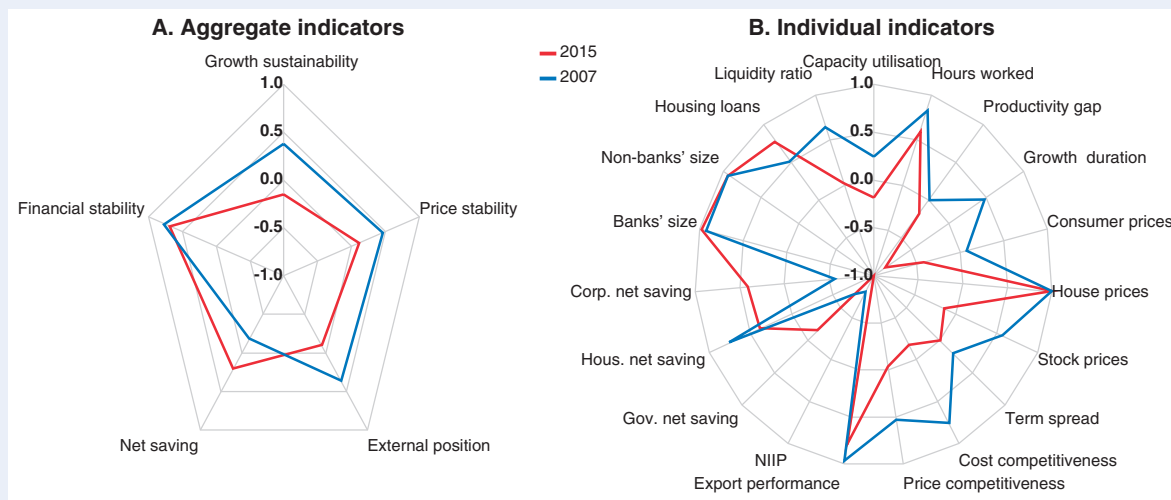 A. Aggregate indicators
Growth sustainability
1.0
0.5
0.0
-0.5
-1.0
Financial stability
Price stability
Net saving
External position
2015
2007
B. Individual indicators
Capacity utilisation
Liquidity ratio
Hours worked
Housing loans
Productivity gap
Non-banks’ size
Growth duration
Banks’ size
Consumer prices
Corp. net saving
House prices
Hous. net saving
Stock prices
Gov. net saving
Term spread
NIIP
Cost competitiveness
Export performance
Price competitiveness
1.0
0.5
0.0
-0.5
-1.0